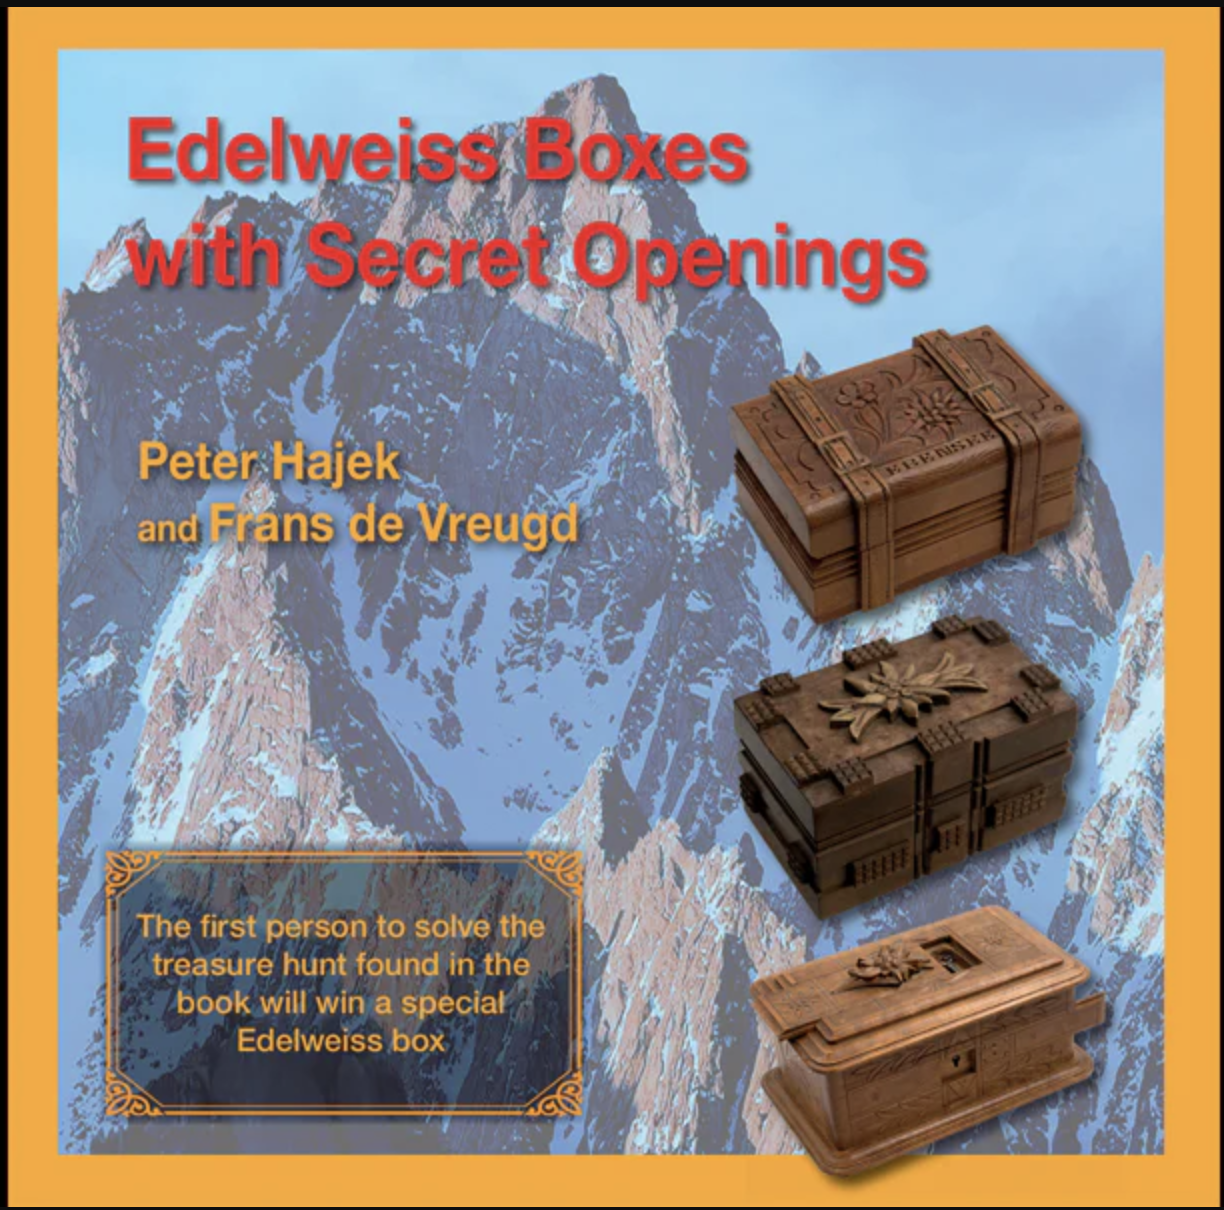 Edelweiss Boxes
with Secret Openings
Peter Hajek
and Frans de Vreugd
EBENSEE
The first person to solve the
treasure hunt found in the
book will win a special
Edelweiss box